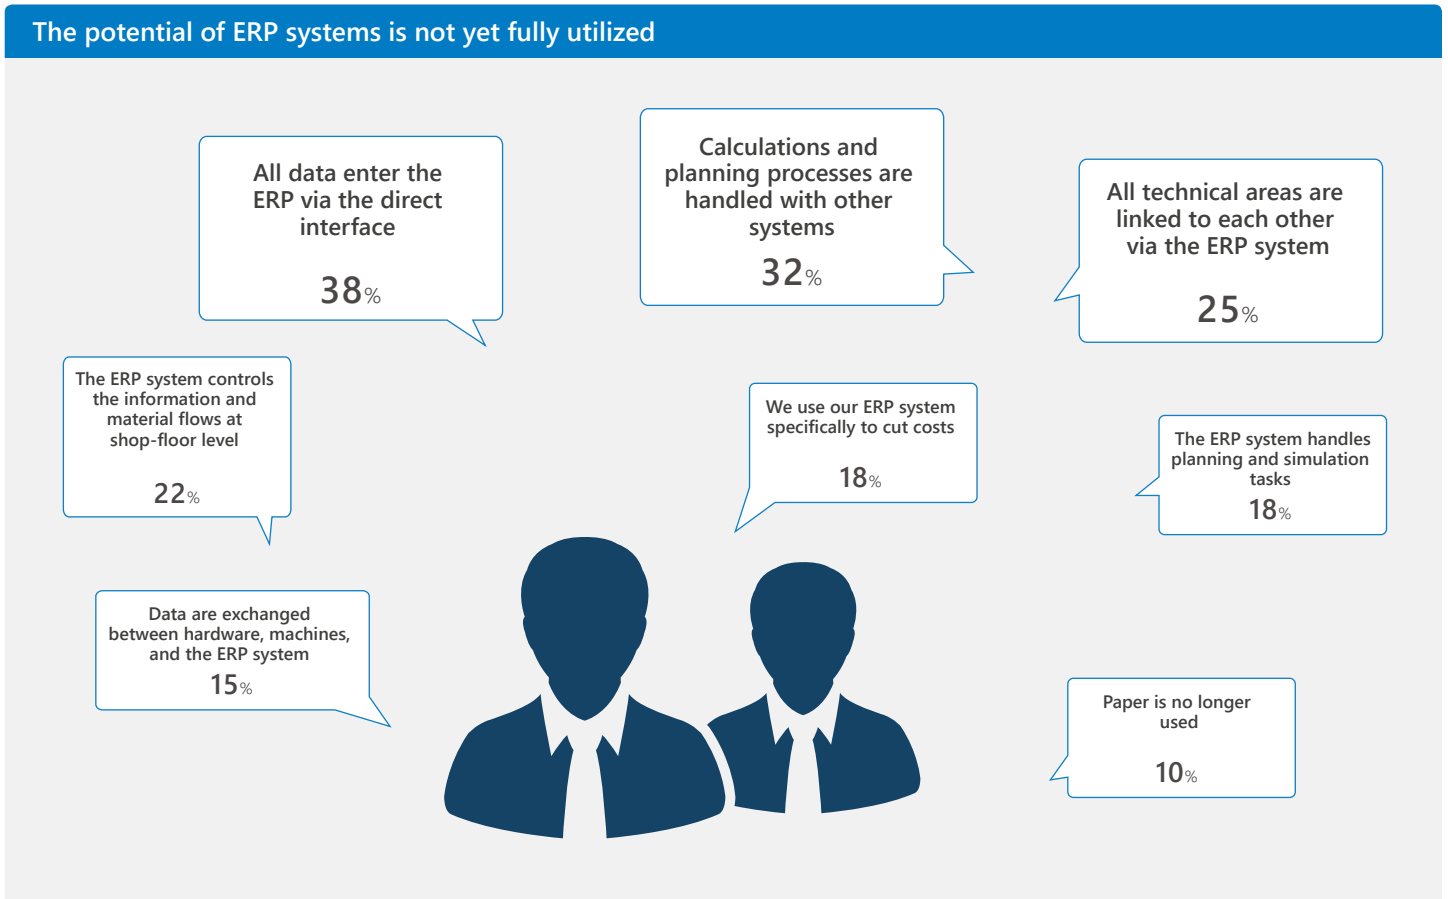 The potential of ERP systems is not yet fully utilized
All data enter the
ERP via the direct
interface
38%
Calculations and
planning processes are
handled with other
systems
32%
All technical areas are
linked to each other
via the ERP system
25%
The ERP system controls
the information and
material flows at
shop-floor level
22%
We use our ERP system
specifically to cut costs
18%
The ERP system handles
planning and simulation
tasks
18%
Data are exchanged
between hardware, machines,
and the ERP system
15%
Paper is no longer
used
10%